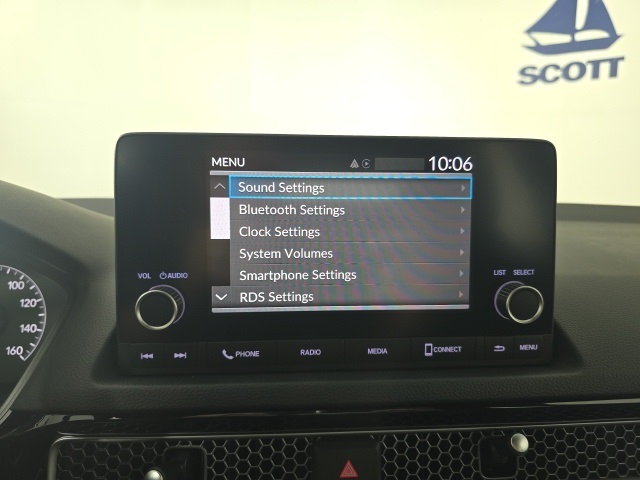 SCOTT
MENU
10:06
Sound Settings
Bluetooth Settings
Clock Settings
System Volumes
Smartphone Settings
RDS Settings
VOL AUDIO
LIST SELECT
PHONE
RADIO
MEDIA
CONNECT
MENU
100
120
140
160